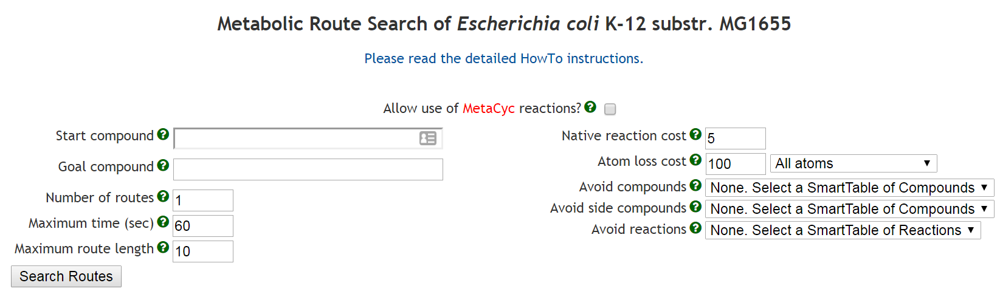 Metabolic Route Search of Escherichia coli K-12 substr. MG1655
Please read the detailed HowTo instructions.
Allow use of MetaCyc reactions? ?
Start compound ?
Goal compound ?
Number of routes ? 1
Maximum time (sec) ? 60
Maximum route length ? 10
Search Routes
Native reaction cost ? 5
Atom loss cost ? 100 All atoms
Avoid compounds ? None. Select a SmartTable of Compounds
Avoid side compounds ? None. Select a SmartTable of Compounds
Avoid reactions ? None. Select a SmartTable of Reactions